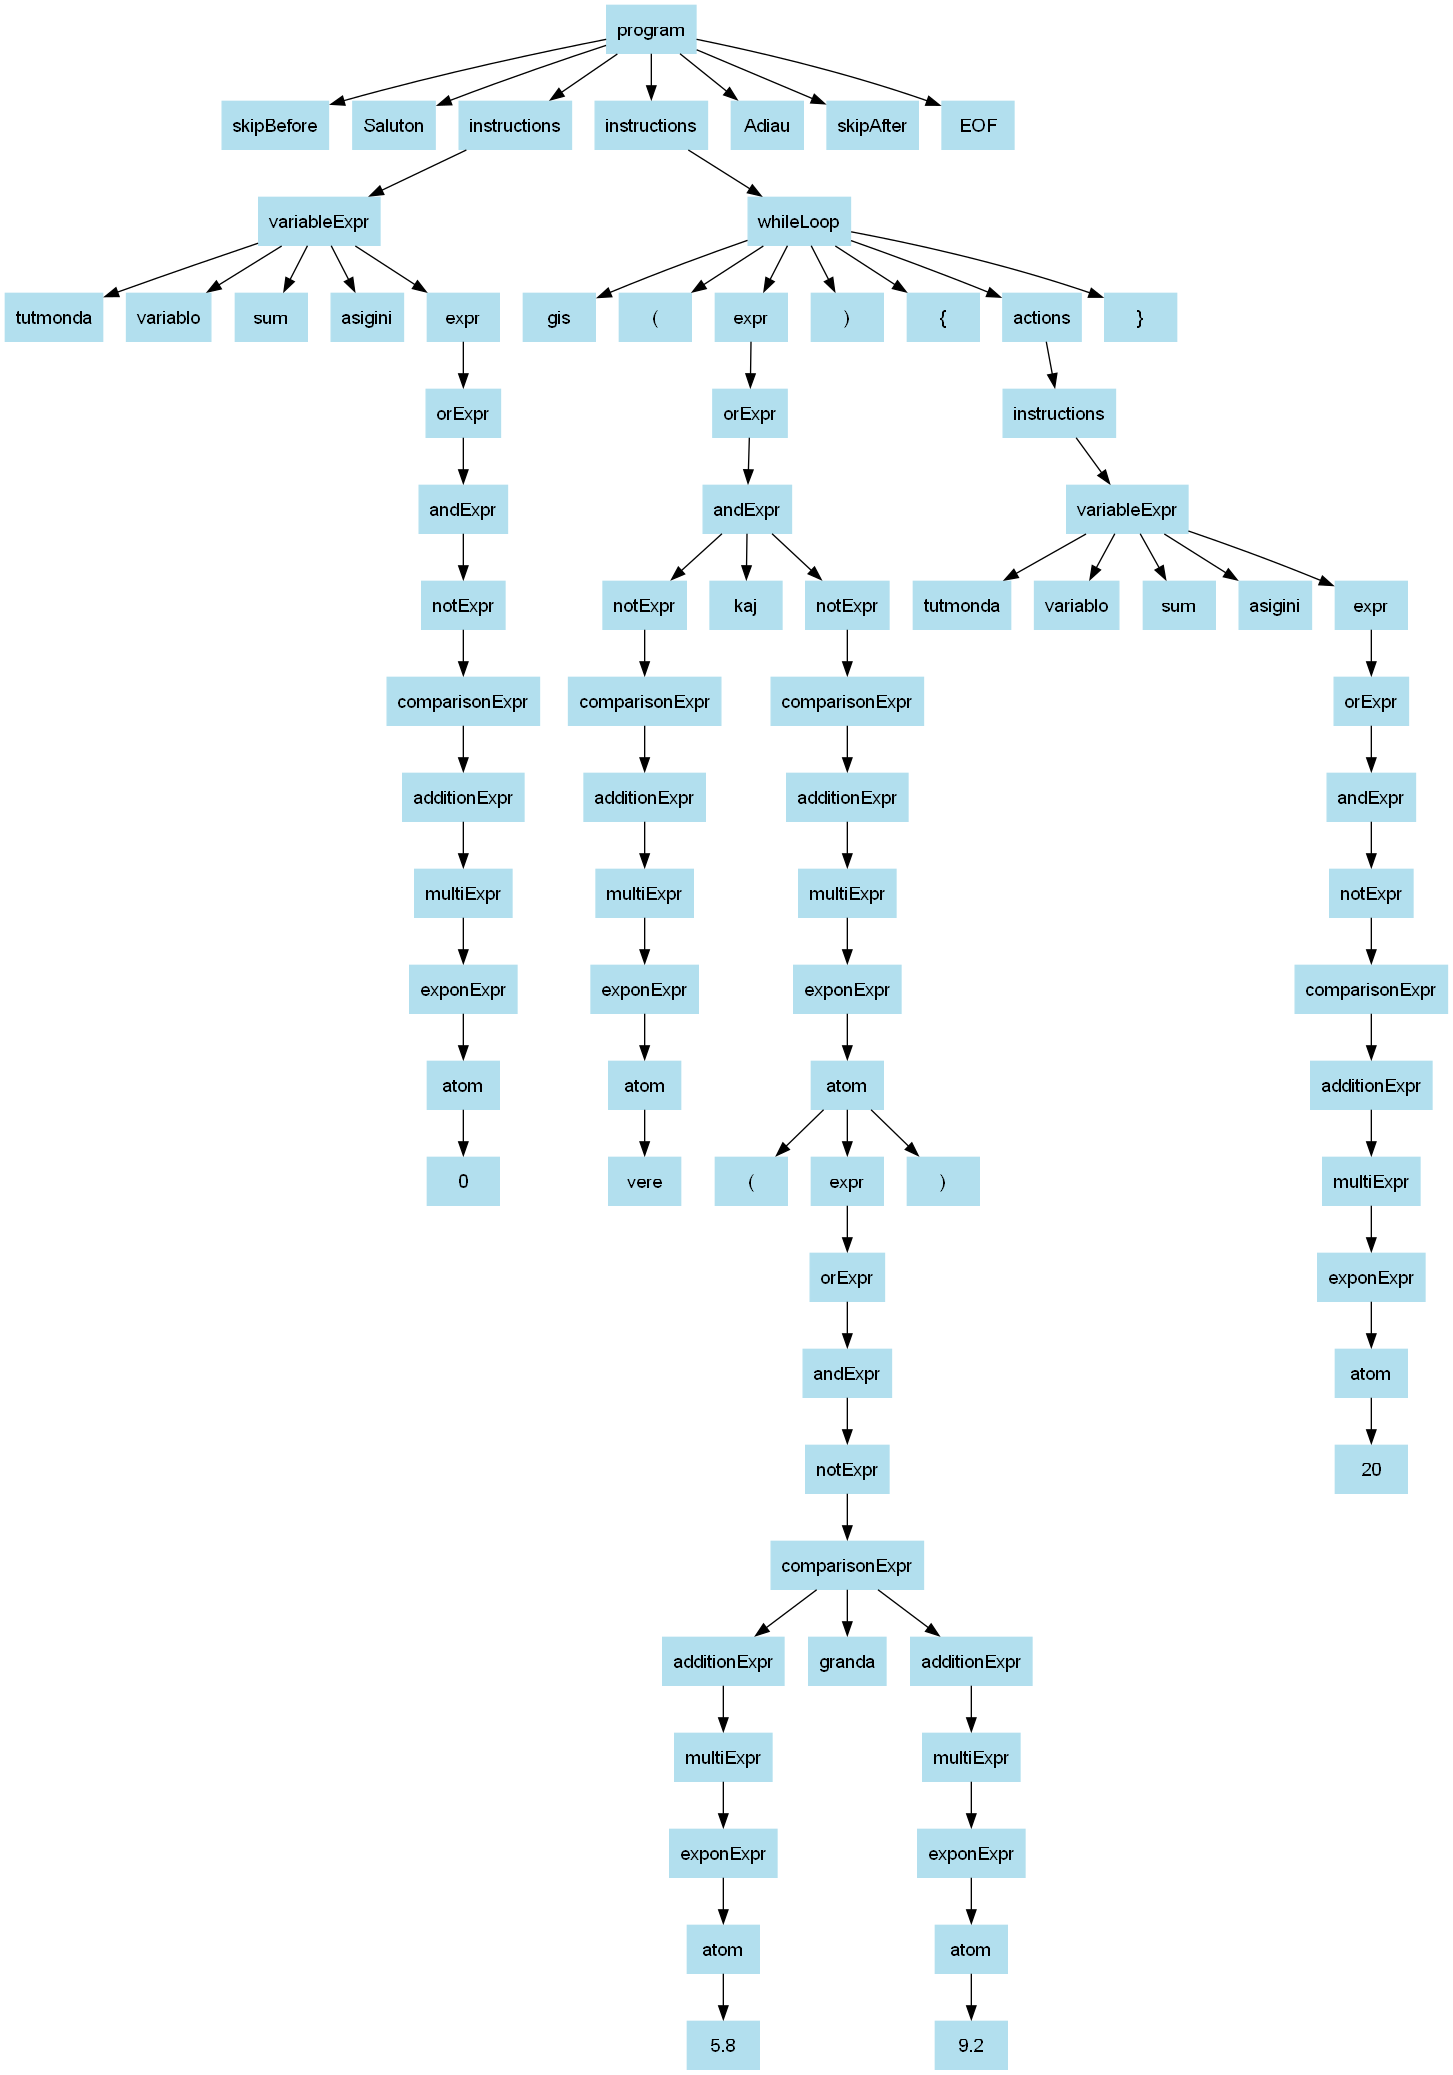 program
skipBefore Saluton instructions instructions Adiau skipAfter EOF
variableExpr whileLoop
tutmonda variablo sum asigini expr gis ( expr ) { actions }
orExpr orExpr instructions
andExpr andExpr variableExpr
notExpr notExpr kaj notExpr tutmonda variablo sum asigini expr
comparisonExpr comparisonExpr comparisonExpr orExpr
additionExpr additionExpr additionExpr andExpr
multiExpr multiExpr multiExpr notExpr
exponExpr exponExpr exponExpr comparisonExpr
atom atom atom additionExpr
0 vere ( expr ) multiExpr
orExpr exponExpr
andExpr atom
notExpr 20
comparisonExpr
additionExpr granda additionExpr
multiExpr multiExpr
exponExpr exponExpr
atom atom
5.8 9.2